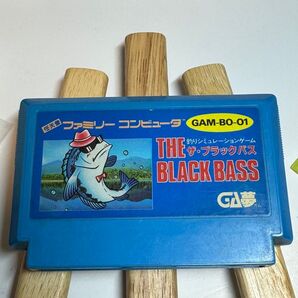 任天堂 ファミリー コンピュータ GAM-BO-01
釣りシミュレーションゲーム
THE ザ・ブラックバス
BLACK BASS
GA夢